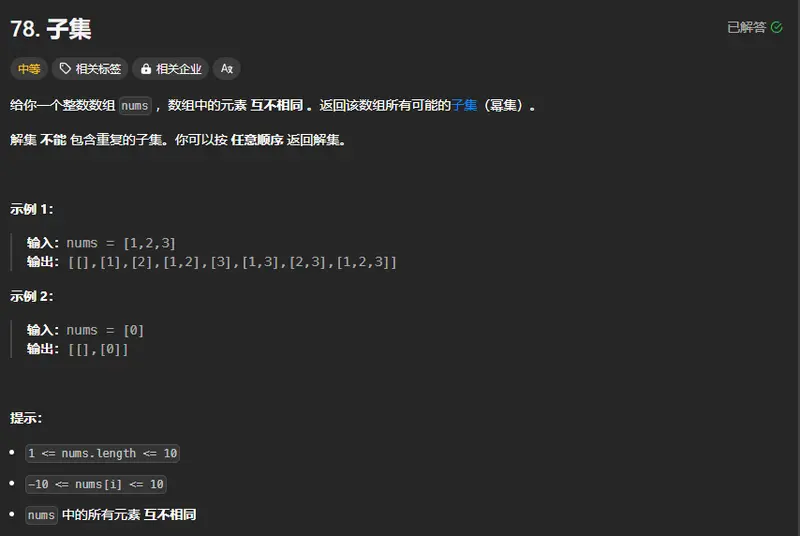 78. 子集
已解答
中等 相关标签 相关企业 AX
给你一个整数数组 nums ，数组中的元素 互不相同 。返回该数组所有可能的子集（幂集）。
解集 不能 包含重复的子集。你可以按 任意顺序 返回解集。
示例 1：
输入：nums = [1,2,3]
输出：[[],[1],[2],[1,2],[3],[1,3],[2,3],[1,2,3]]
示例 2：
输入：nums = [0]
输出：[[],[0]]
提示：
1 <= nums.length <= 10
-10 <= nums[i] <= 10
nums 中的所有元素 互不相同